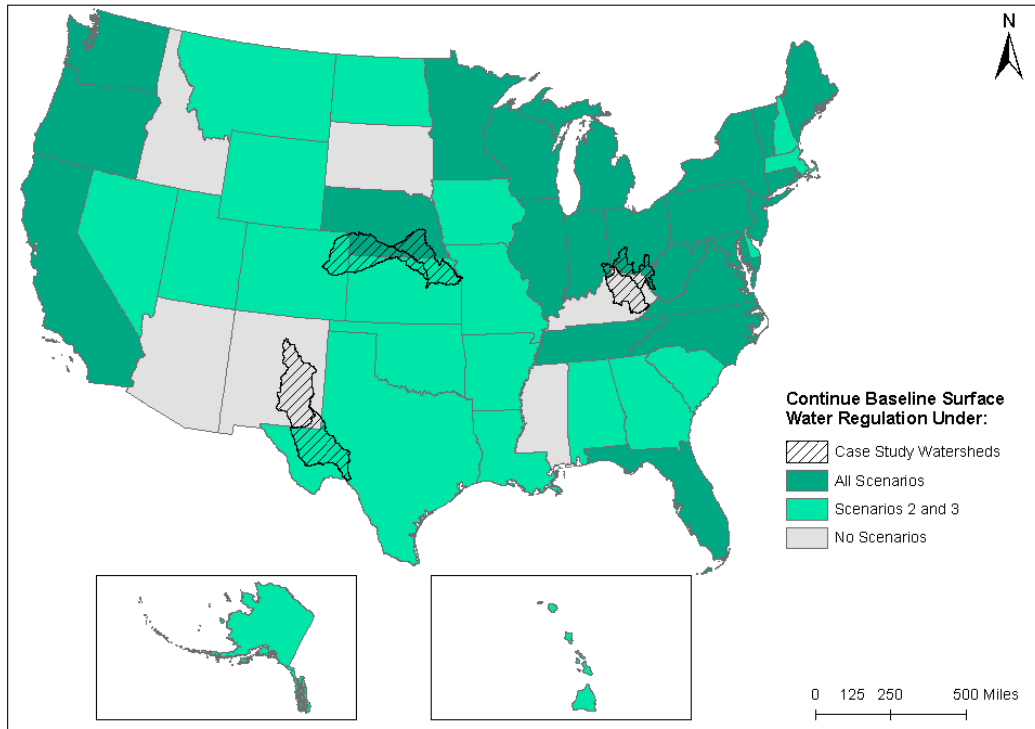 N
Continue Baseline Surface
Water Regulation Under:
Case Study Watersheds
All Scenarios
Scenarios 2 and 3
No Scenarios
0 125 250 500 Miles